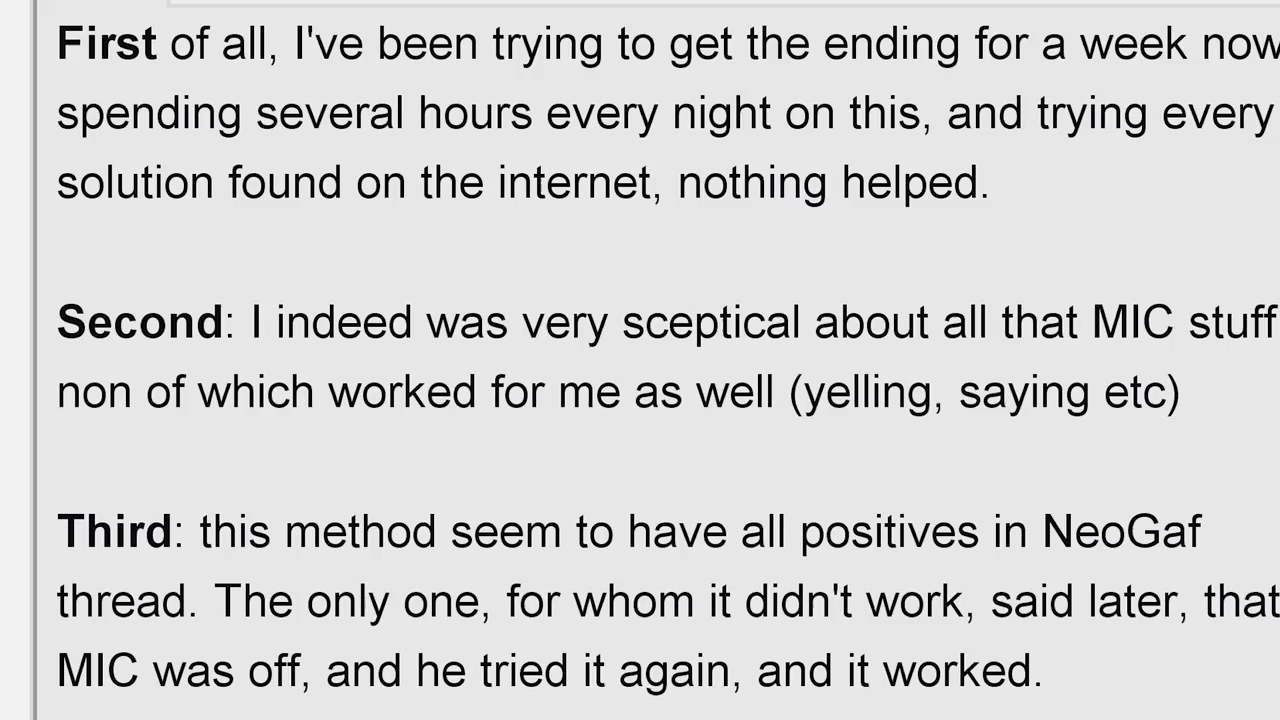 First of all, I've been trying to get the ending for a week now
spending several hours every night on this, and trying every
solution found on the internet, nothing helped.
Second: I indeed was very sceptical about all that MIC stuff
non of which worked for me as well (yelling, saying etc)
Third: this method seem to have all positives in NeoGaf
thread. The only one, for whom it didn't work, said later, that
MIC was off, and he tried it again, and it worked.